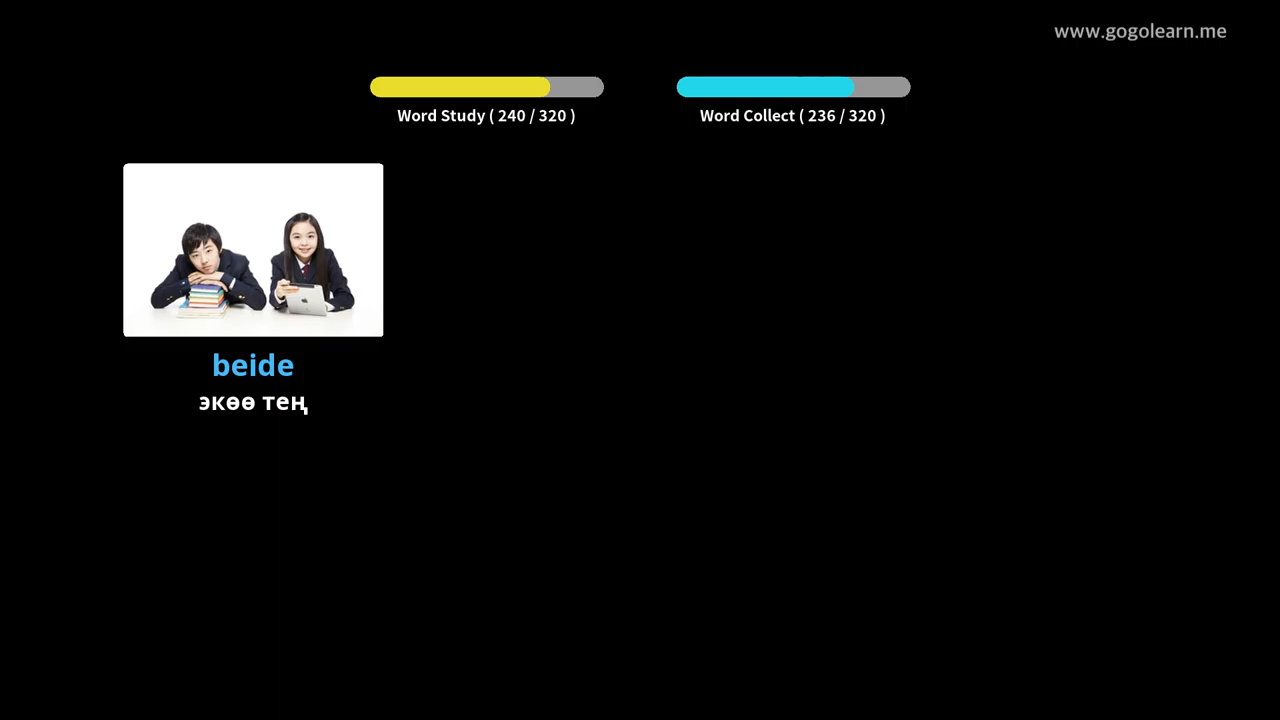 www.gogolearn.me
Word Study ( 240 / 320 )
Word Collect ( 236 / 320 )
beide
экөө тең